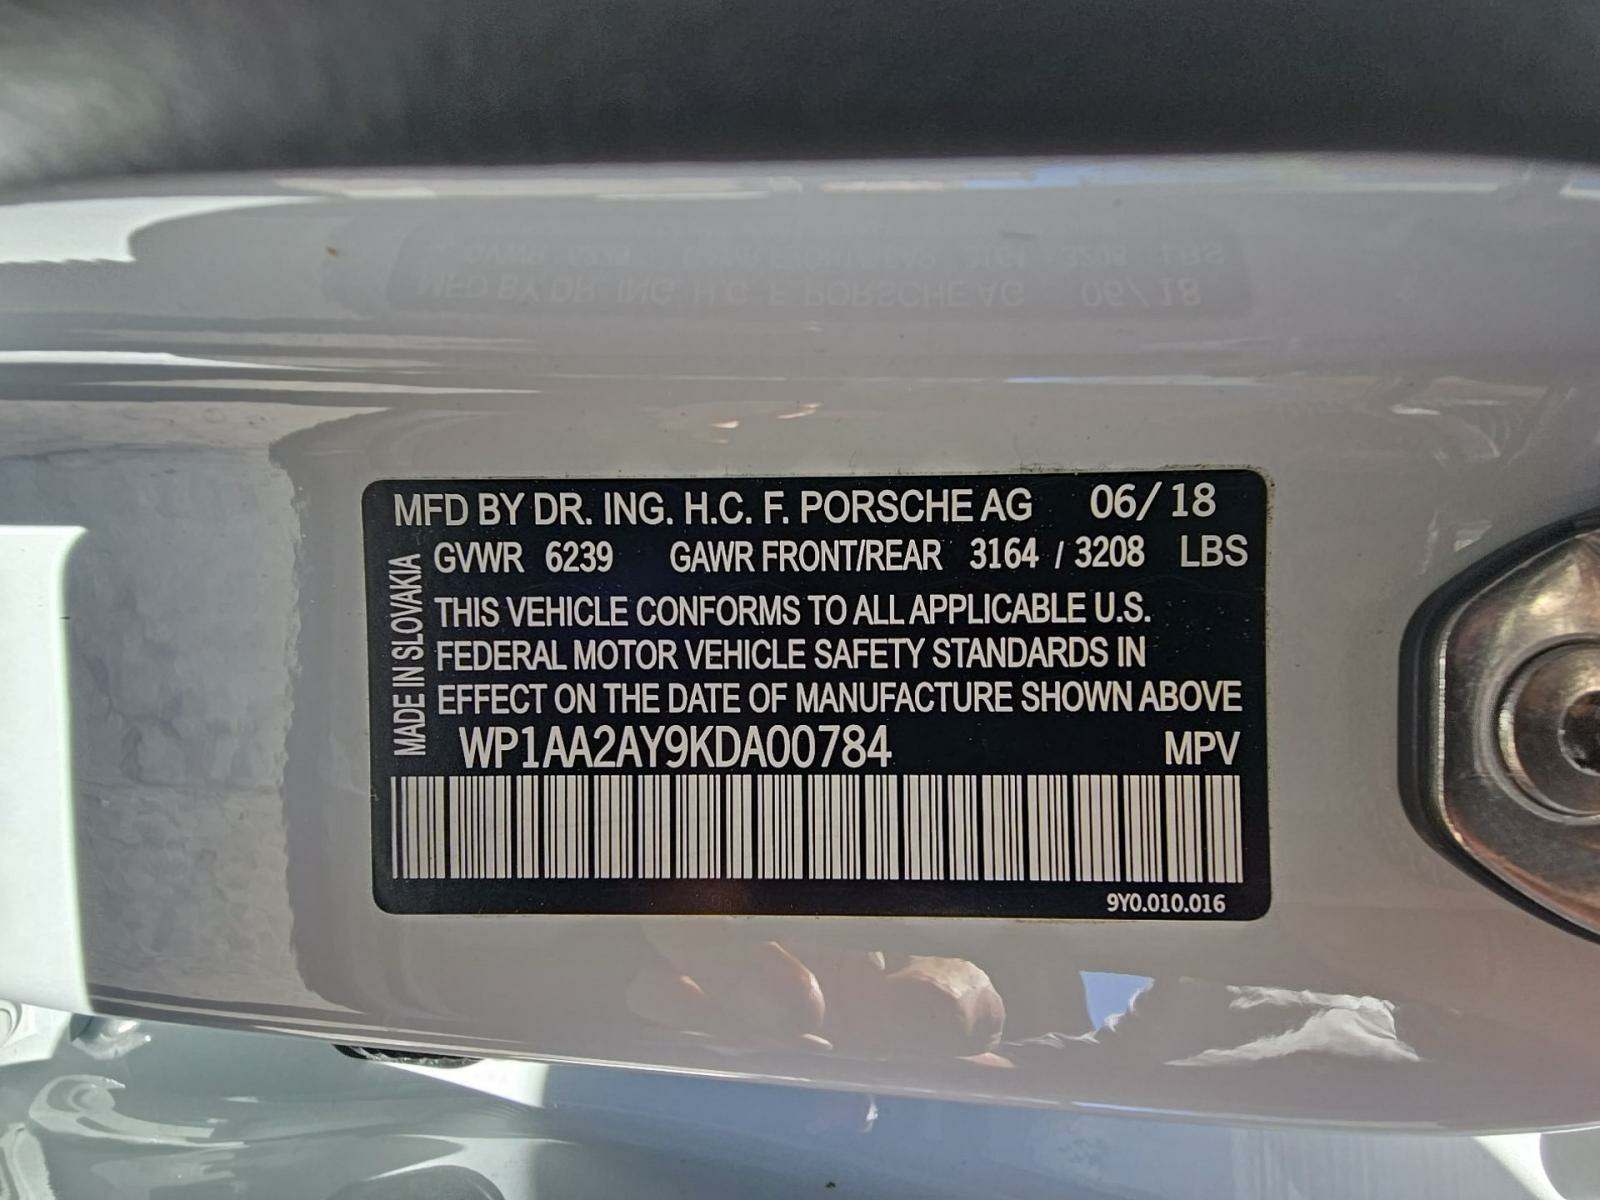 MFD BY DR. ING. H.C. F. PORSCHE AG 06/18
GVWR 6239 GAWR FRONT/REAR 3164 / 3208 LBS
THIS VEHICLE CONFORMS TO ALL APPLICABLE U.S.
FEDERAL MOTOR VEHICLE SAFETY STANDARDS IN
EFFECT ON THE DATE OF MANUFACTURE SHOWN ABOVE
MADE IN SLOVAKIA
WP1AA2AY9KDA00784 MPV
9Y0.010.016